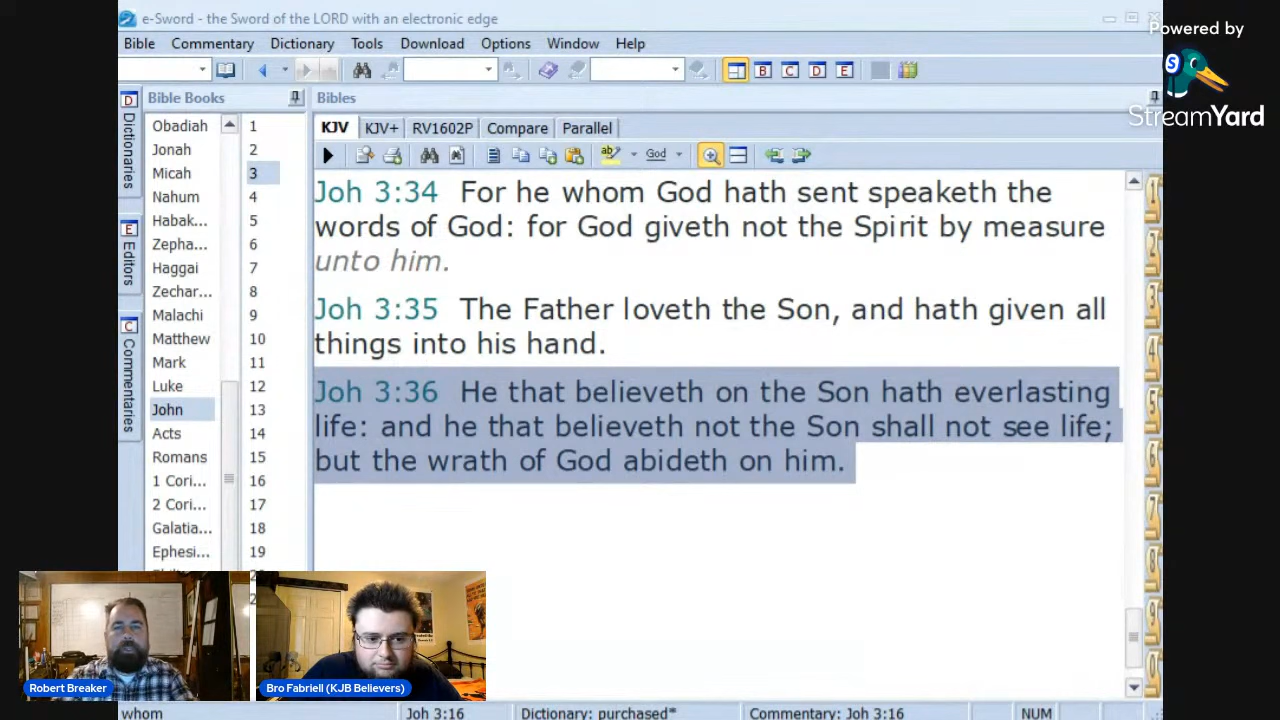 e-Sword - the Sword of the LORD with an electronic edge
Powered by
StreamYard
Bible Commentary Dictionary Tools Download Options Window Help
B C D E
Bible Books
Bibles
D Dictionaries
E Editors
C Commentaries
KJV KJV+ RV1602P Compare Parallel
God
Obadiah 1
Jonah 2
Micah 3
Nahum 4
Habak... 5
Zepha... 6
Haggai 7
Zechar... 8
Malachi 9
Matthew 10
Mark 11
Luke 12
John 13
Acts 14
Romans 15
1 Cori... 16
2 Cori... 17
Galatia... 18
Ephesi... 19
Joh 3:34 For he whom God hath sent speaketh the
words of God: for God giveth not the Spirit by measure
unto him.
Joh 3:35 The Father loveth the Son, and hath given all
things into his hand.
Joh 3:36 He that believeth on the Son hath everlasting
life: and he that believeth not the Son shall not see life;
but the wrath of God abideth on him.
Robert Breaker
Bro Fabriell (KJB Believers)
whom Joh 3:16 Dictionary: purchased* Commentary: Joh 3:16 NUM